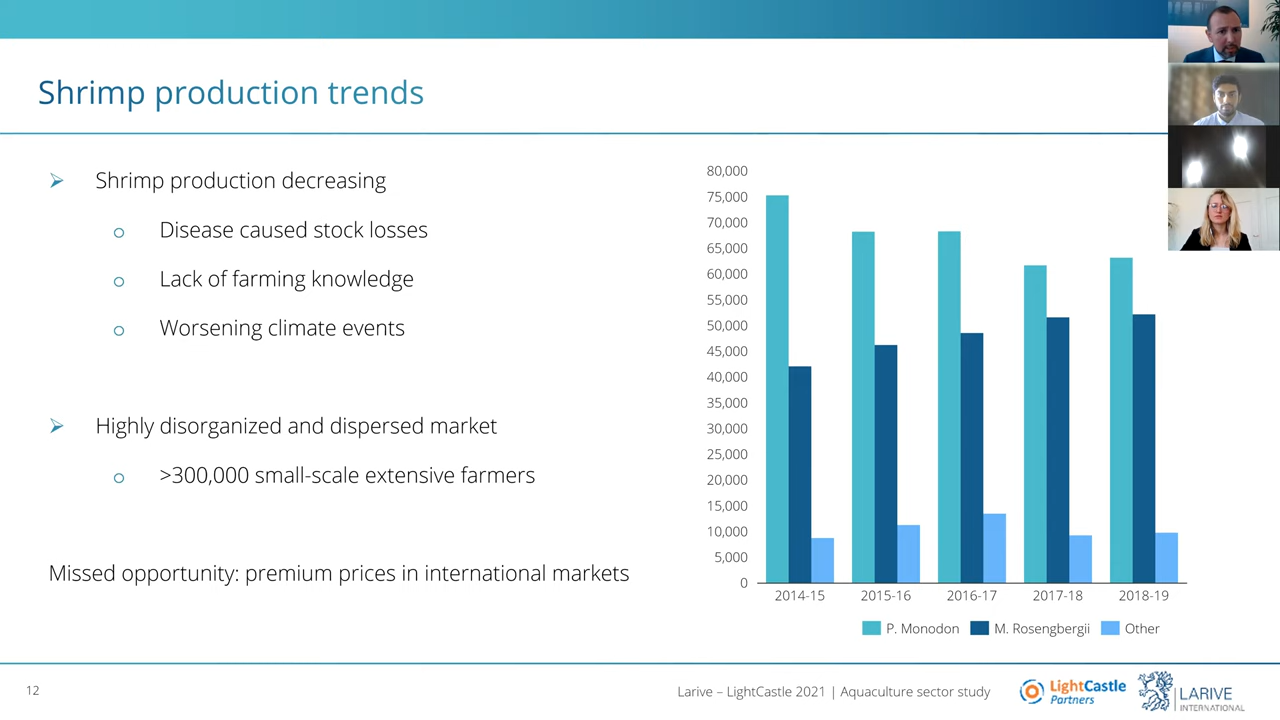 Shrimp production trends
Shrimp production decreasing
Disease caused stock losses
Lack of farming knowledge
Worsening climate events
Highly disorganized and dispersed market
>300,000 small-scale extensive farmers
Missed opportunity: premium prices in international markets
80,000
75,000
70,000
65,000
60,000
55,000
50,000
45,000
40,000
35,000
30,000
25,000
20,000
15,000
10,000
5,000
0
2014-15 2015-16 2016-17 2017-18 2018-19
P. Monodon M. Rosengbergii Other
12
Larive – LightCastle 2021 | Aquaculture sector study
LightCastle
Partners
LARIVE
INTERNATIONAL